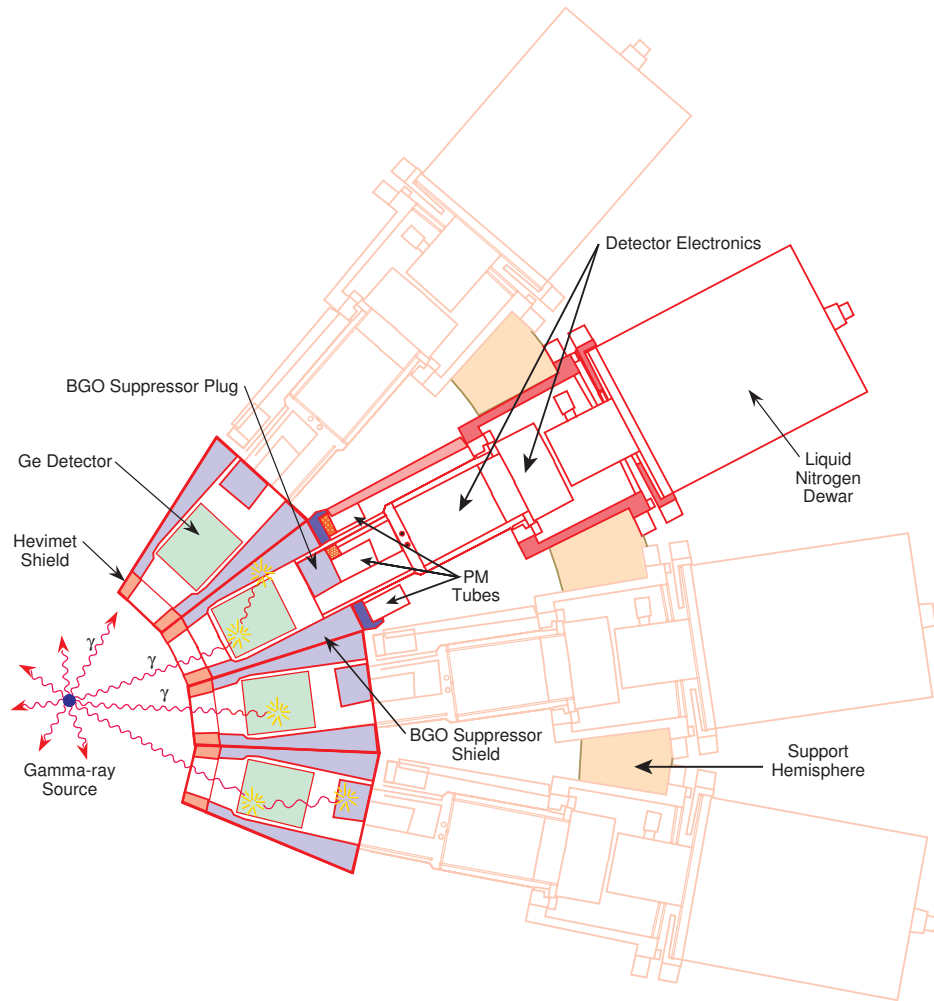 Detector Electronics
BGO Suppressor Plug
Ge Detector
Liquid
Nitrogen
Dewar
Hevimet
Shield
PM
Tubes
γ
γ
γ
BGO Suppressor
Shield
Support
Hemisphere
Gamma-ray
Source